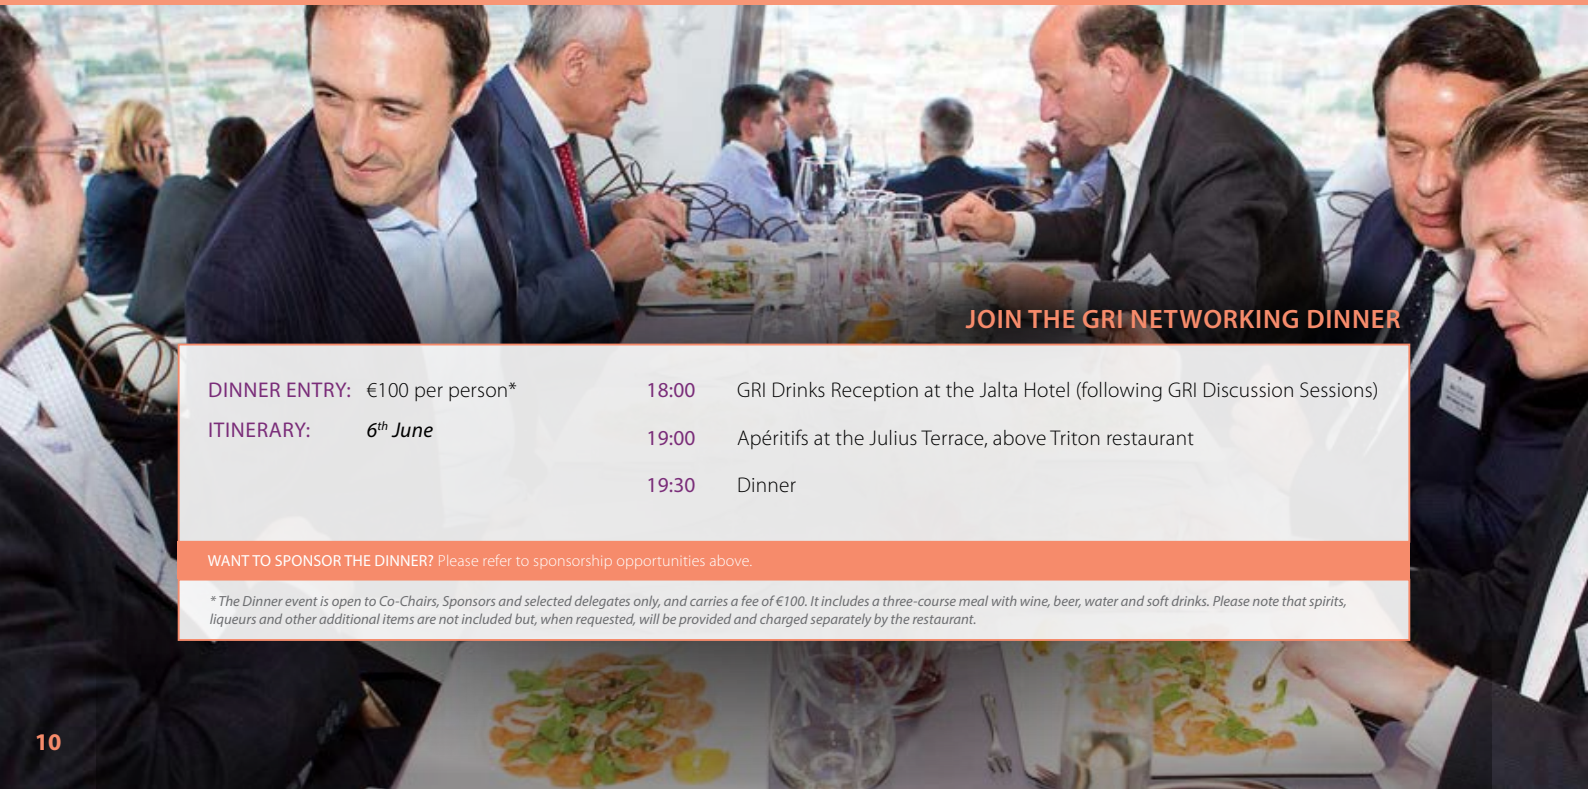 JOIN THE GRI NETWORKING DINNER
DINNER ENTRY: €100 per person*
ITINERARY: 6th June
18:00 GRI Drinks Reception at the Jalta Hotel (following GRI Discussion Sessions)
19:00 Apéritifs at the Julius Terrace, above Triton restaurant
19:30 Dinner
WANT TO SPONSOR THE DINNER? Please refer to sponsorship opportunities above.
* The Dinner event is open to Co-Chairs, Sponsors and selected delegates only, and carries a fee of €100. It includes a three-course meal with wine, beer, water and soft drinks. Please note that spirits,
liqueurs and other additional items are not included but, when requested, will be provided and charged separately by the restaurant.
10